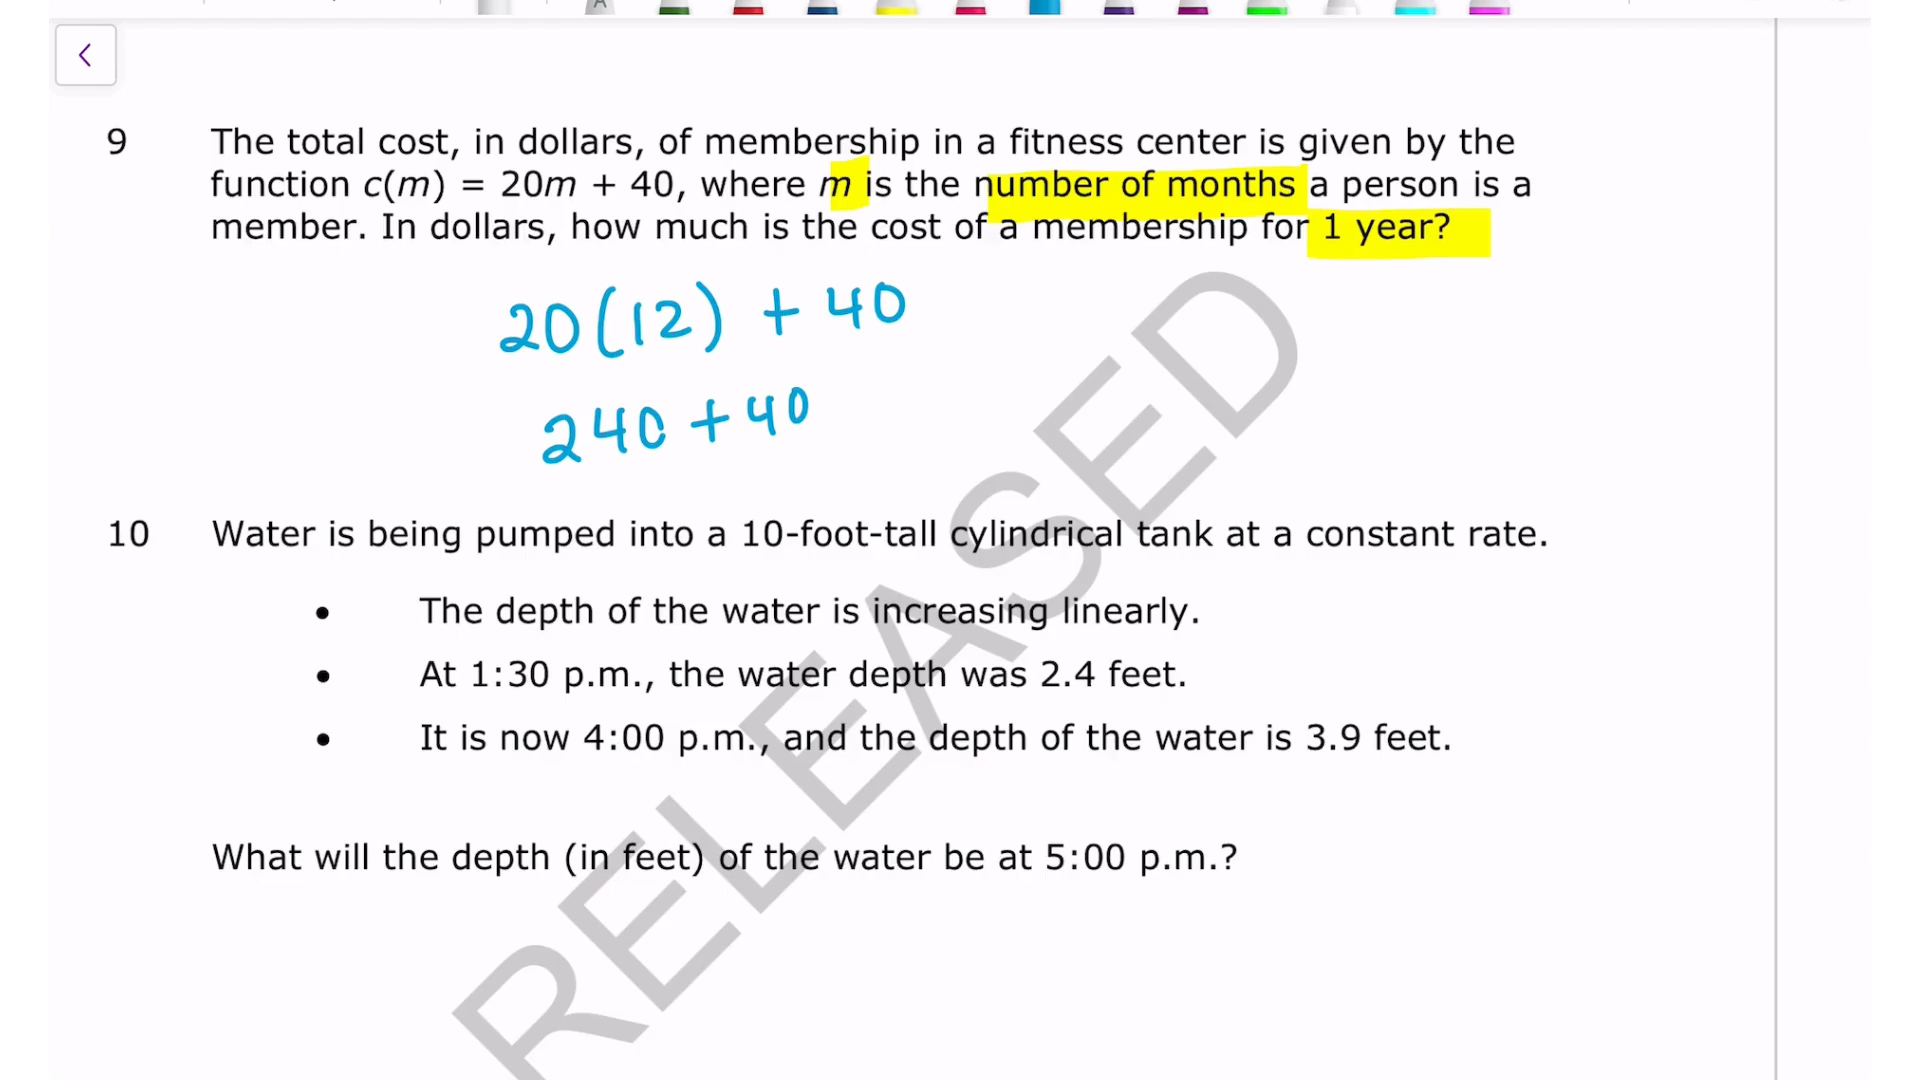 9 The total cost, in dollars, of membership in a fitness center is given by the
function c(m) = 20m + 40, where m is the number of months a person is a
member. In dollars, how much is the cost of a membership for 1 year?
20(12) + 40
240 + 40
10 Water is being pumped into a 10-foot-tall cylindrical tank at a constant rate.
• The depth of the water is increasing linearly.
• At 1:30 p.m., the water depth was 2.4 feet.
• It is now 4:00 p.m., and the depth of the water is 3.9 feet.
What will the depth (in feet) of the water be at 5:00 p.m.?
RELEASED